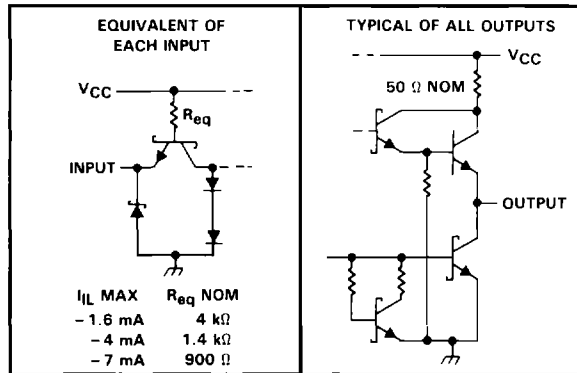 EQUIVALENT OF
EACH INPUT
VCC
Req
INPUT
IIL MAX Req NOM
−1.6 mA 4 kΩ
−4 mA 1.4 kΩ
−7 mA 900 Ω
TYPICAL OF ALL OUTPUTS
VCC
50 Ω NOM
OUTPUT